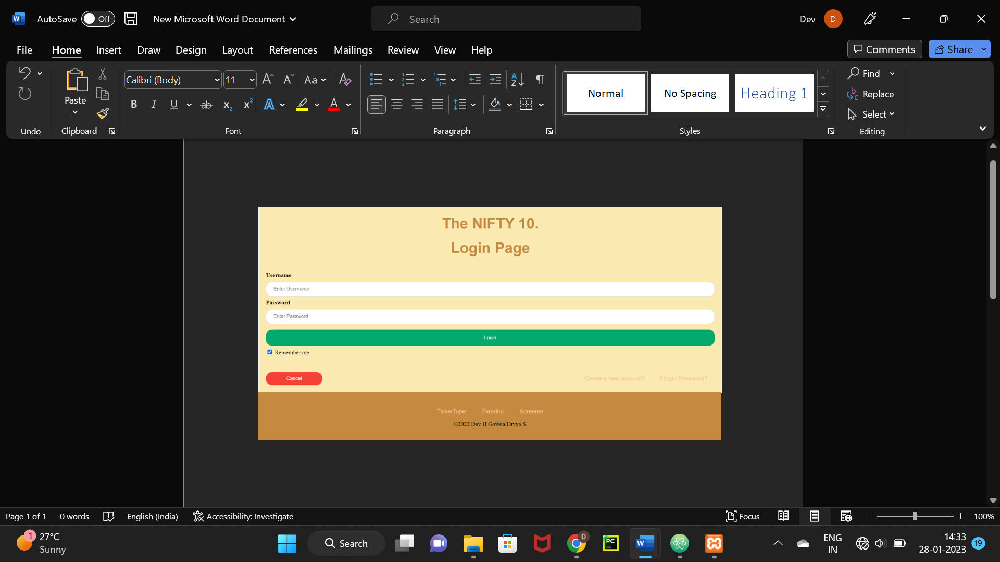 AutoSave Off New Microsoft Word Document Search Dev D
File Home Insert Draw Design Layout References Mailings Review View Help Comments Share
Paste Calibri (Body) 11 Normal No Spacing Heading 1 Find
Replace
Select
Undo Clipboard Font Paragraph Styles Editing
The NIFTY 10.
Login Page
Username
Enter Username
Password
Enter Password
Login
Remember me
Cancel Create a new account? Forgot Password?
TickerTape Zerodha Screener
©2022 Dev H Gowda/Divya S.
Page 1 of 1 0 words English (India) Accessibility: Investigate Focus 100%
1 27°C
Sunny
Search
D
PC
W
ENG
IN
14:33
28-01-2023
19